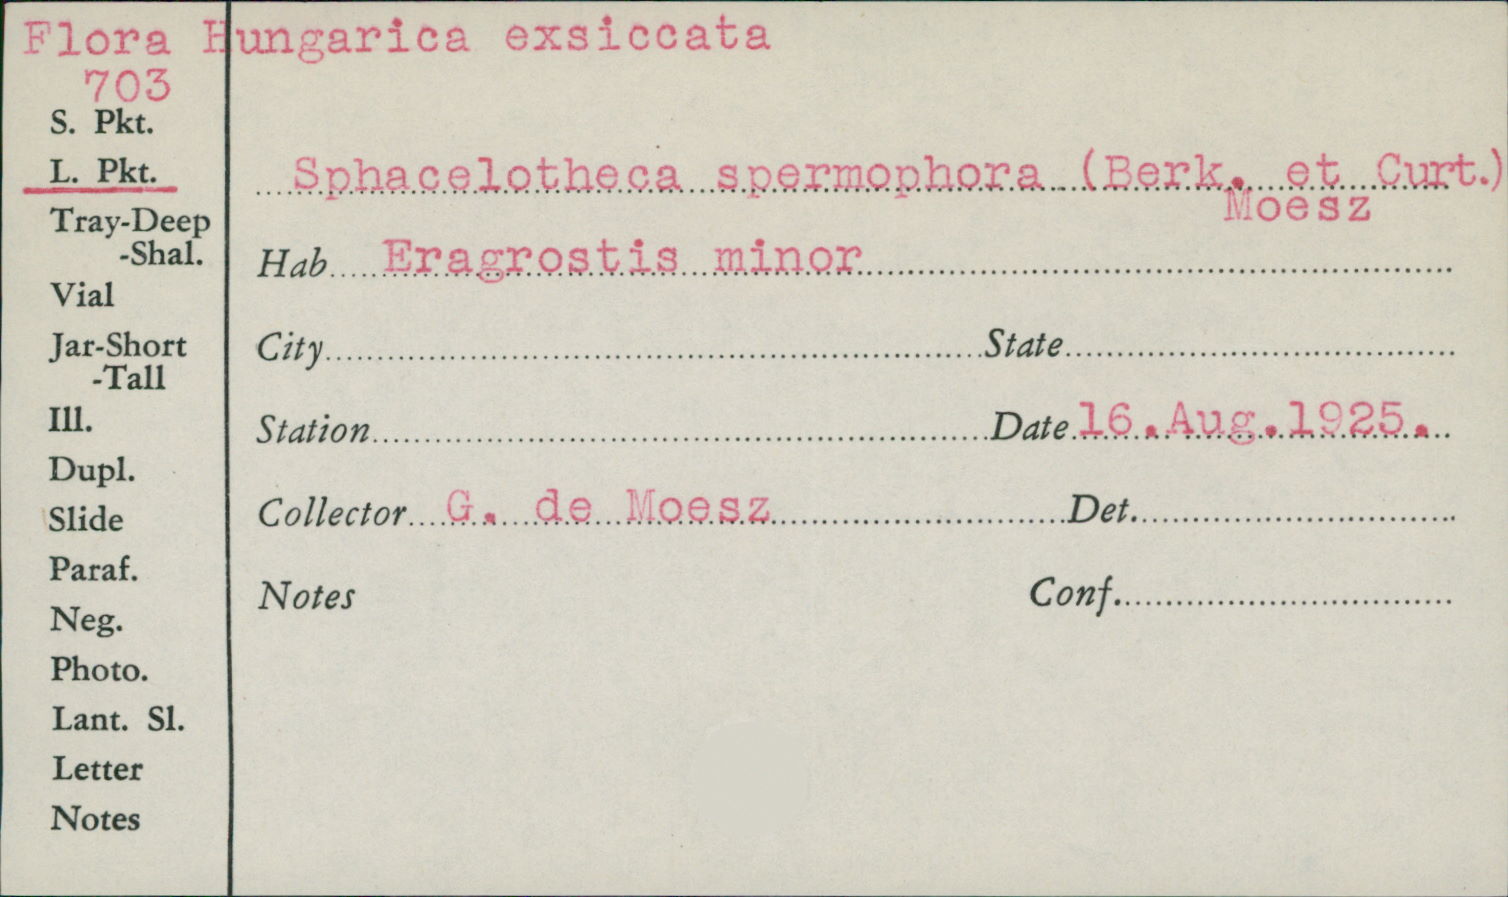 Flora Hungarica exsiccata
703
S. Pkt.
L. Pkt.
Tray-Deep
-Shal.
Vial
Jar-Short
-Tall
Ill.
Dupl.
Slide
Paraf.
Neg.
Photo.
Lant. Sl.
Letter
Notes
Sphacelotheca spermophora (Berk. et Curt.)
Moesz
Hab. Eragrostis minor
City State
Station Date 16.Aug.1925.
Collector G. de Moesz Det.
Notes Conf.